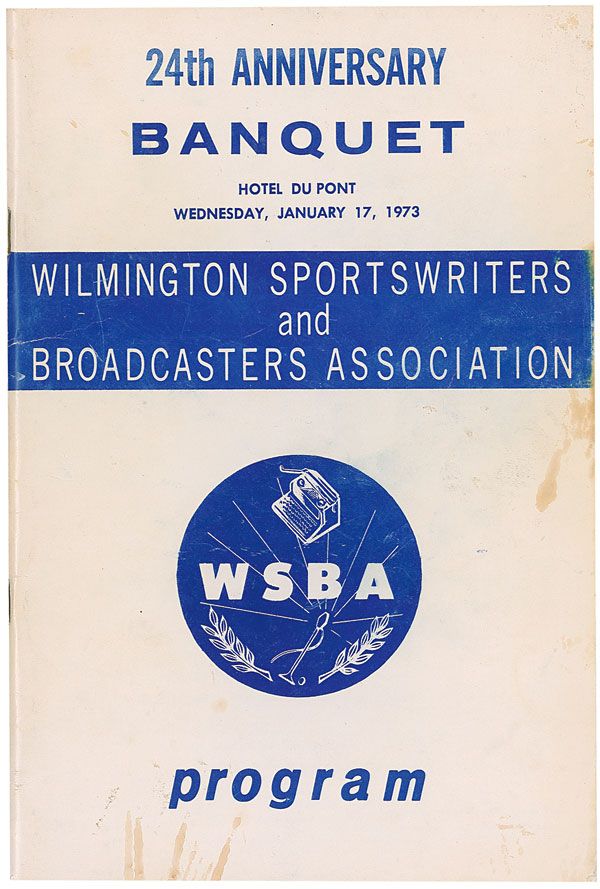 24th ANNIVERSARY
BANQUET
HOTEL DU PONT
WEDNESDAY, JANUARY 17, 1973
WILMINGTON SPORTSWRITERS
and
BROADCASTERS ASSOCIATION
WSBA
program